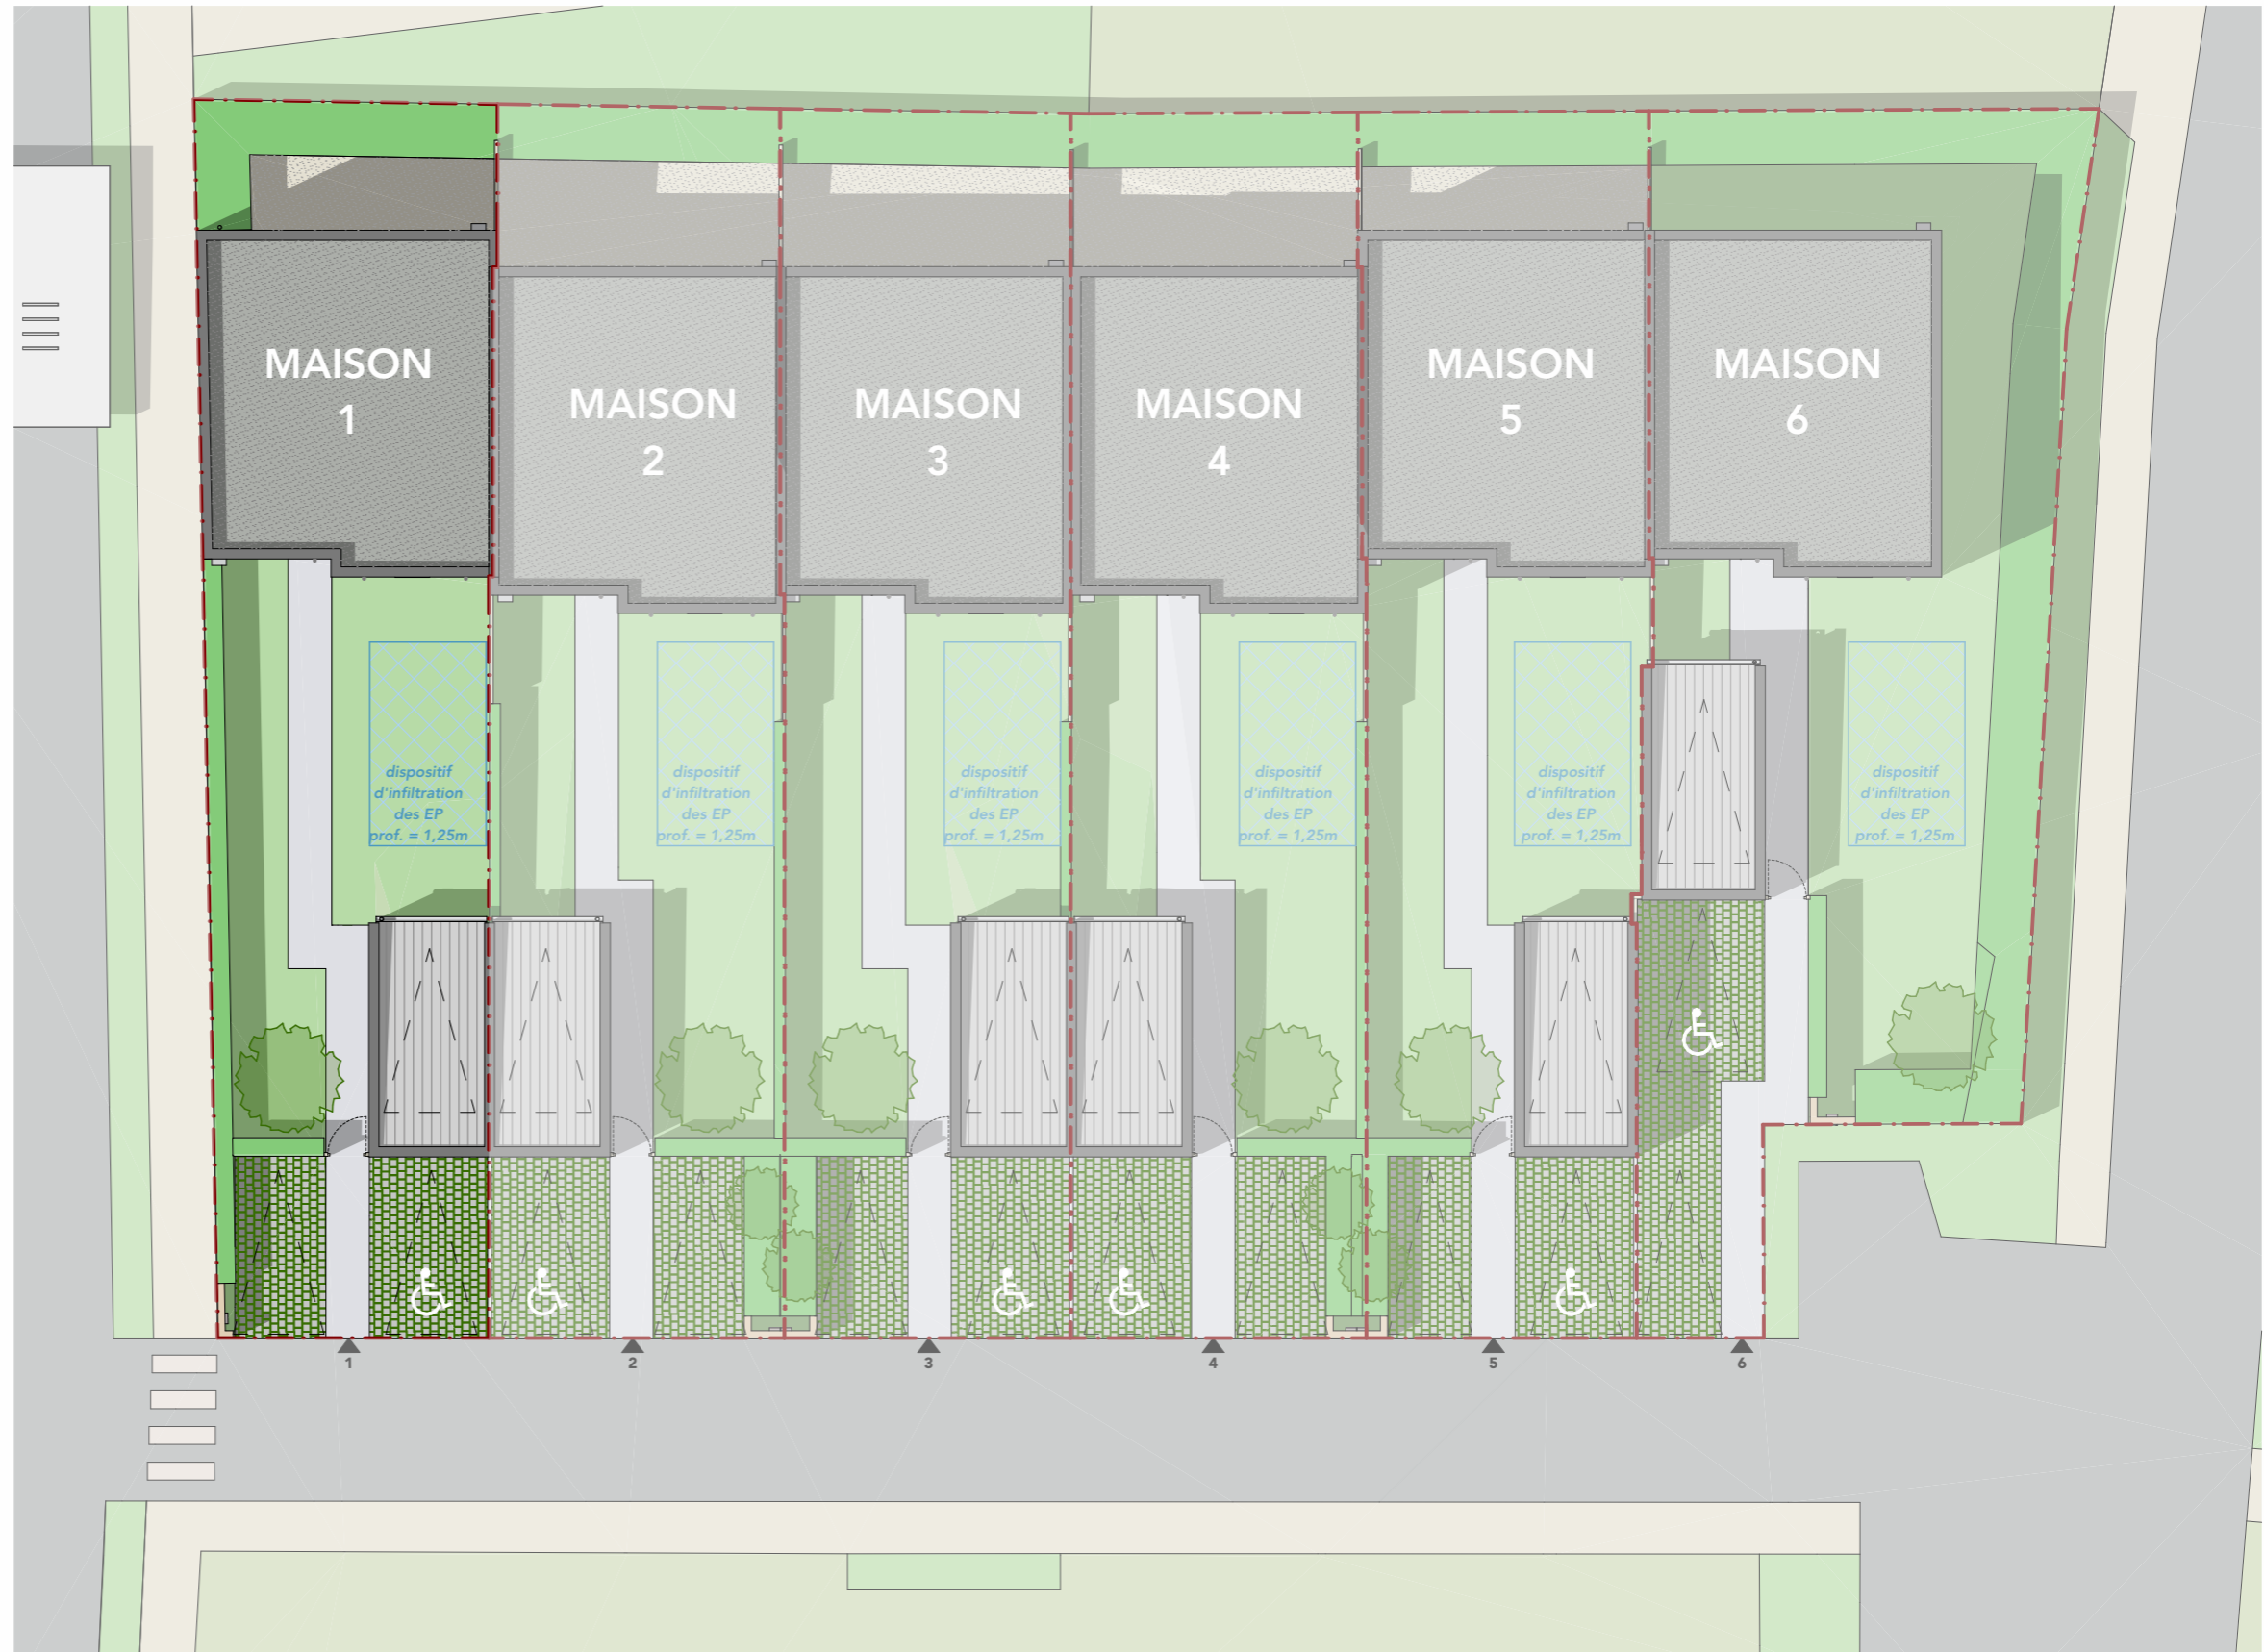 MAISON
1
MAISON
2
MAISON
3
MAISON
4
MAISON
5
MAISON
6
dispositif
d'infiltration
des EP
prof. = 1,25m
dispositif
d'infiltration
des EP
prof. = 1,25m
dispositif
d'infiltration
des EP
prof. = 1,25m
dispositif
d'infiltration
des EP
prof. = 1,25m
dispositif
d'infiltration
des EP
prof. = 1,25m
dispositif
d'infiltration
des EP
prof. = 1,25m
1
2
3
4
5
6